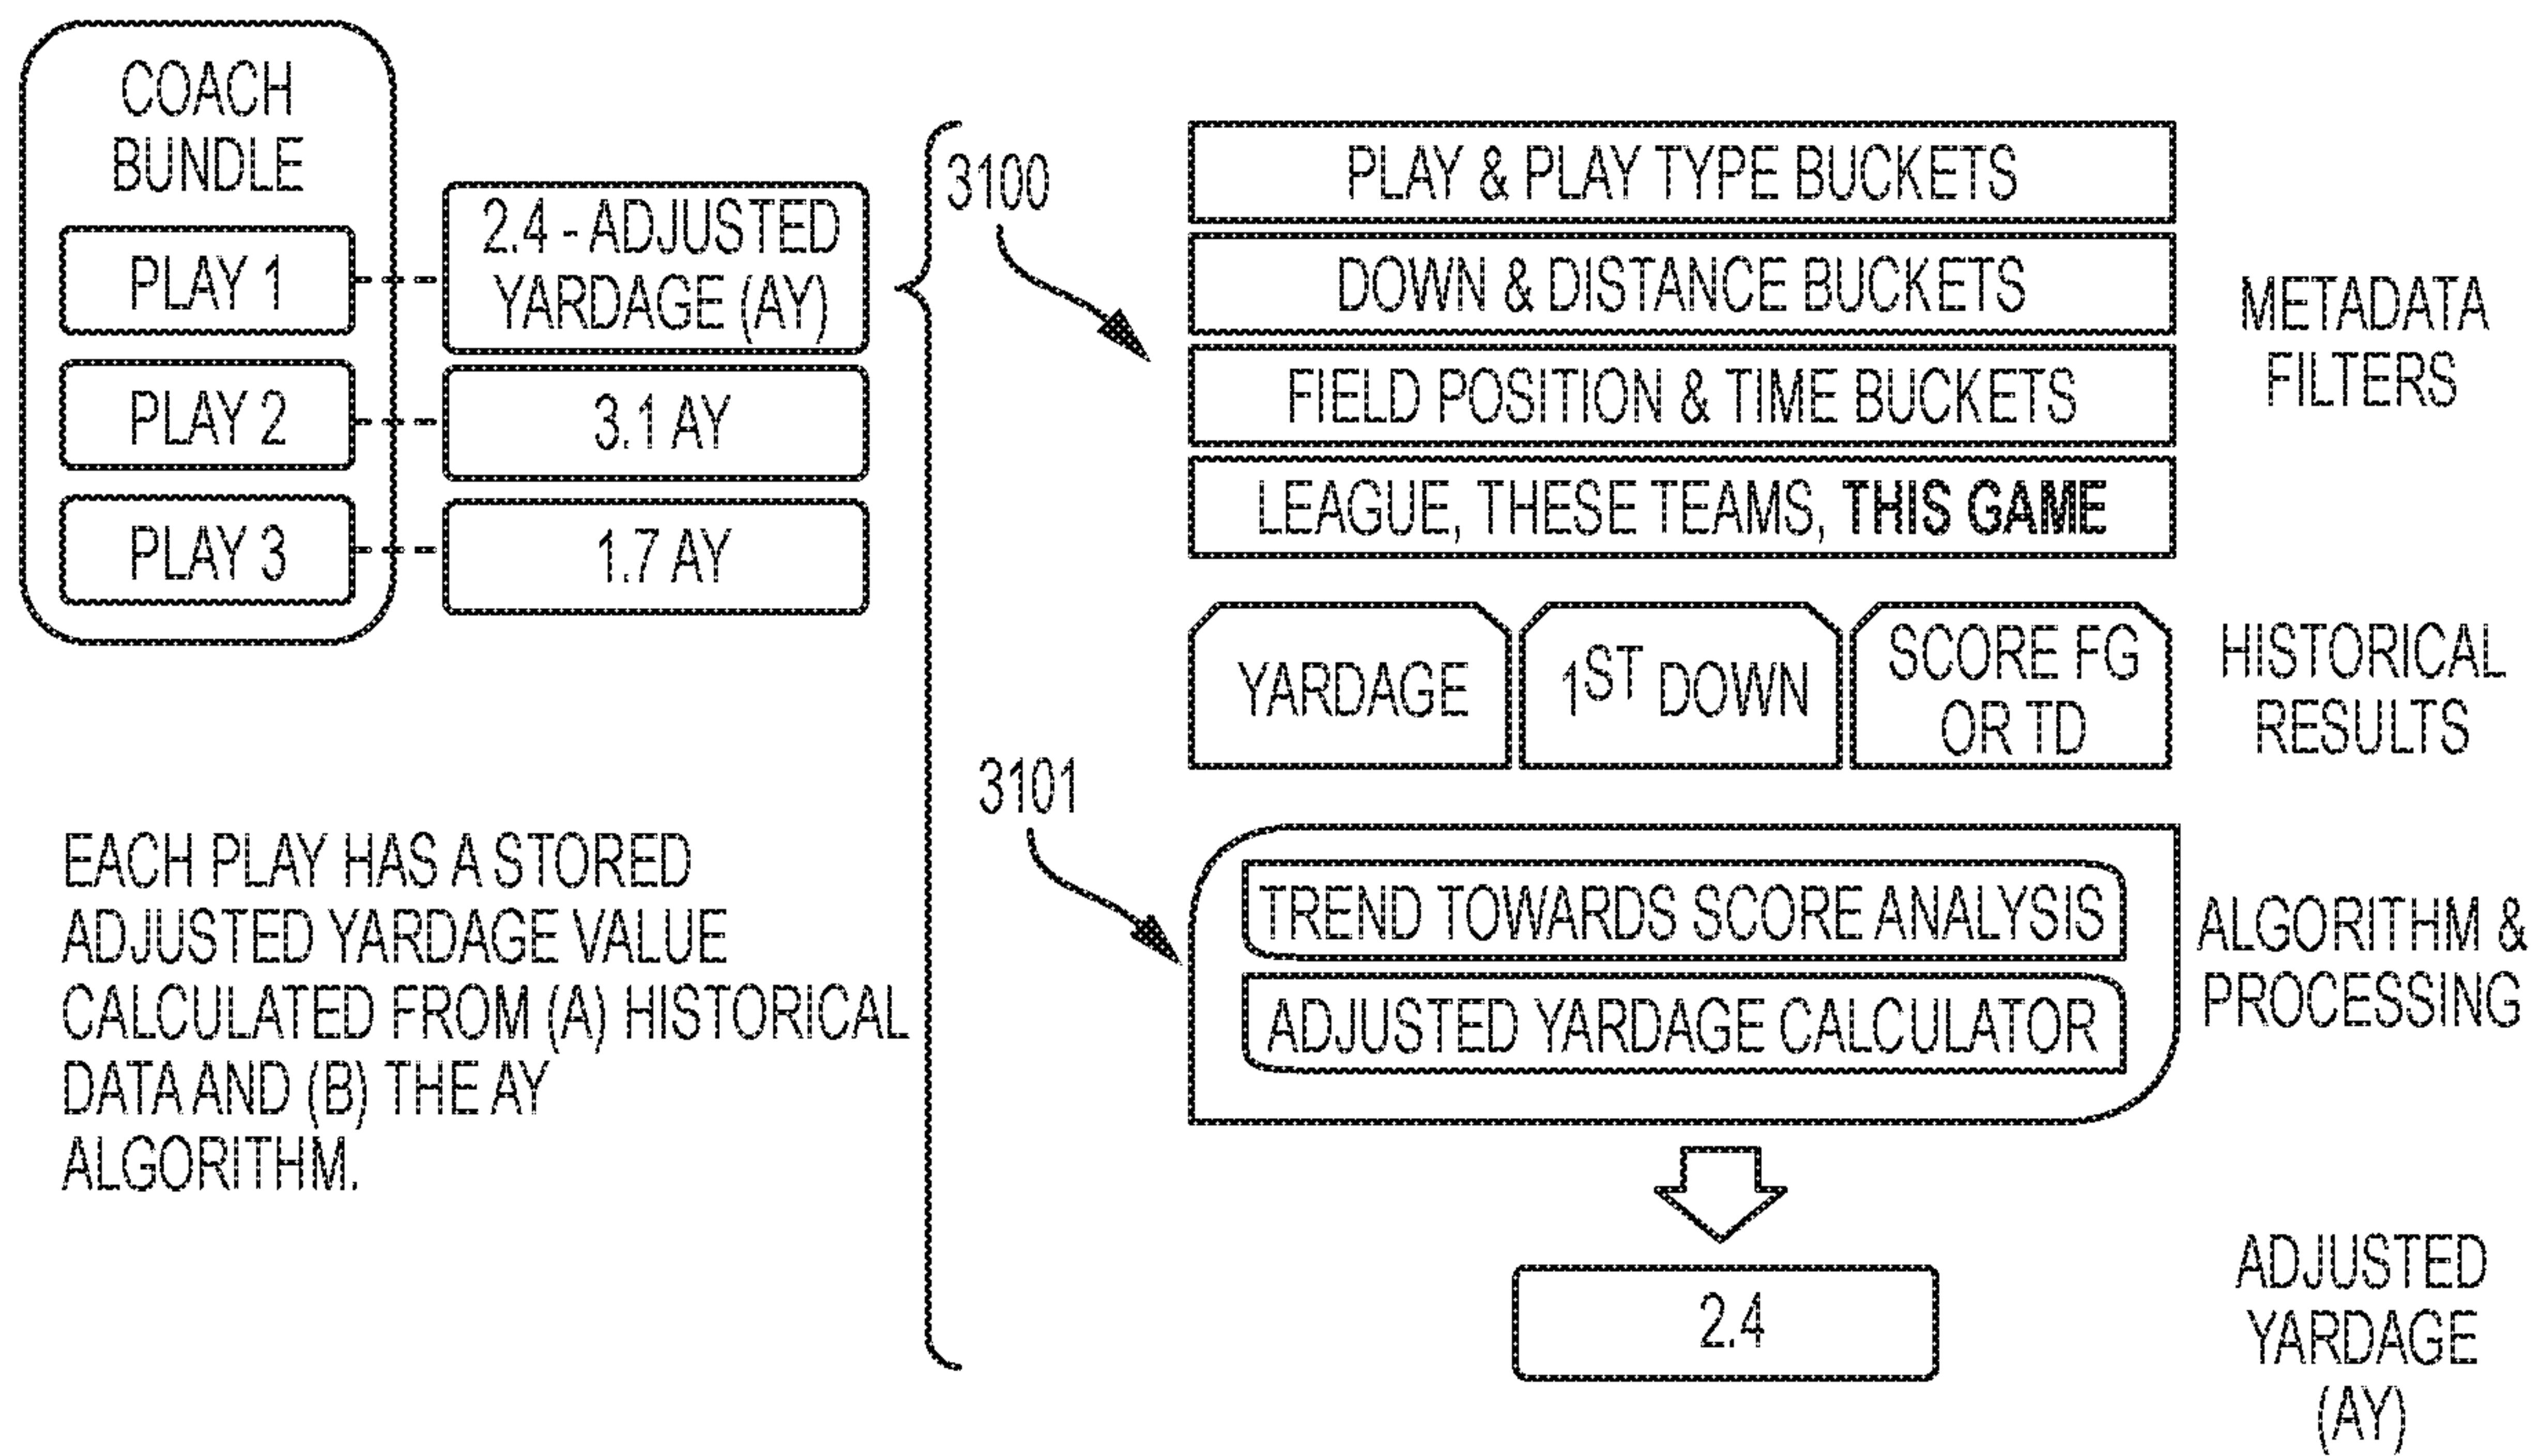 COACH
BUNDLE
PLAY 1
PLAY 2
PLAY 3
2.4 - ADJUSTED
YARDAGE (AY)
3.1 AY
1.7 AY
EACH PLAY HAS A STORED
ADJUSTED YARDAGE VALUE
CALCULATED FROM (A) HISTORICAL
DATA AND (B) THE AY
ALGORITHM.
3100
PLAY & PLAY TYPE BUCKETS
DOWN & DISTANCE BUCKETS
FIELD POSITION & TIME BUCKETS
LEAGUE, THESE TEAMS, THIS GAME
METADATA
FILTERS
YARDAGE
1ST DOWN
SCORE FG
OR TD
HISTORICAL
RESULTS
3101
TREND TOWARDS SCORE ANALYSIS
ADJUSTED YARDAGE CALCULATOR
ALGORITHM &
PROCESSING
2.4
ADJUSTED
YARDAGE
(AY)